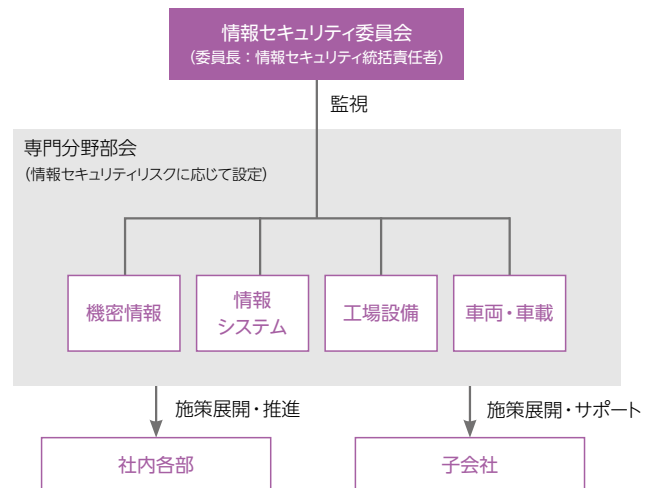 情報セキュリティ委員会
（委員長：情報セキュリティ統括責任者）
監視
専門分野部会
（情報セキュリティリスクに応じて設定）
機密情報
情報
システム
工場設備
車両・車載
施策展開・推進
施策展開・サポート
社内各部
子会社